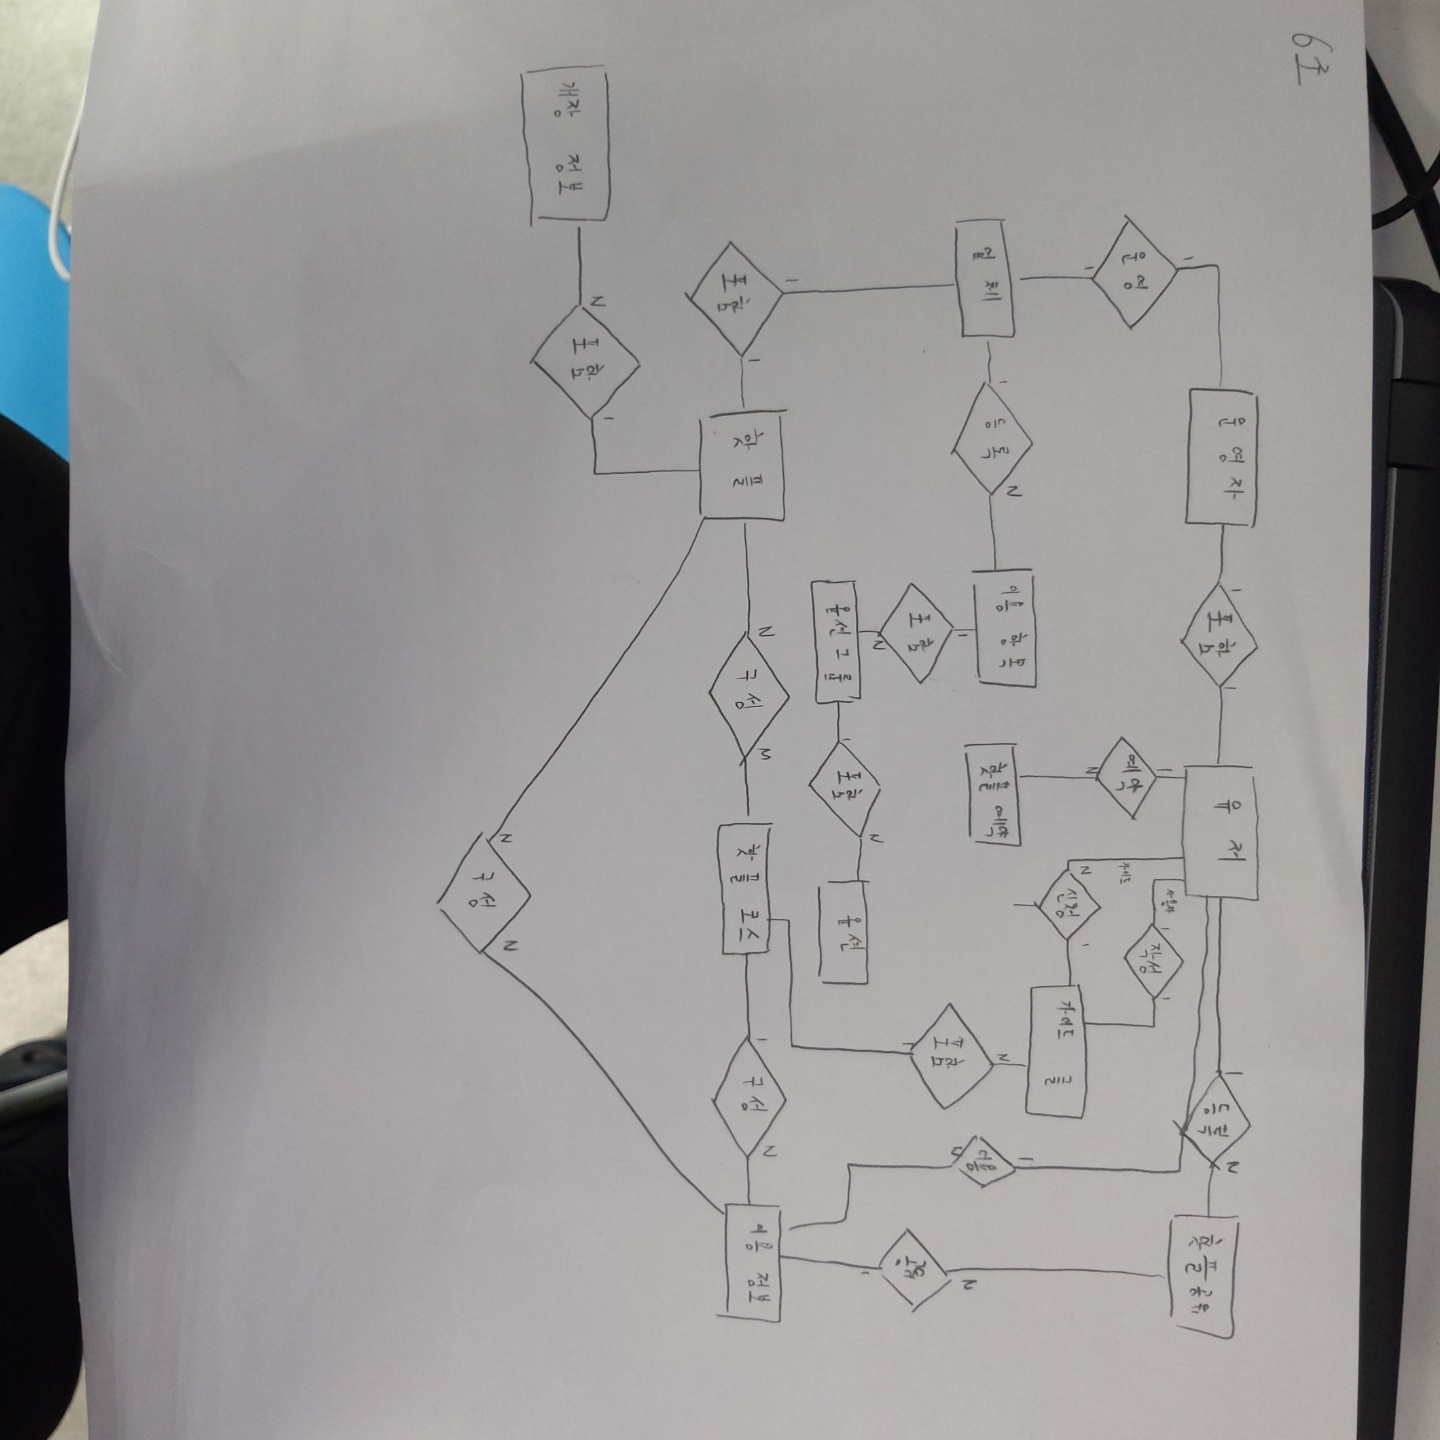 6조
운영자
1
포함
1
유저
1
등록
N
핫플공유
1
운영
1
1
예약
N
사용자
1
작성
1
가이드
N
신청
1
가이드 글
업체
1
등록
N
이용 항목
핫플 예약
1
이용
N
N
포함
1
N
공유
1
1
포함
N
옵션그룹
1
포함
N
옵션
1
포함
1
핫플
N
구성
M
핫플 코스
1
구성
N
이용 정보
개장 정보
N
포함
1
N
구성
N